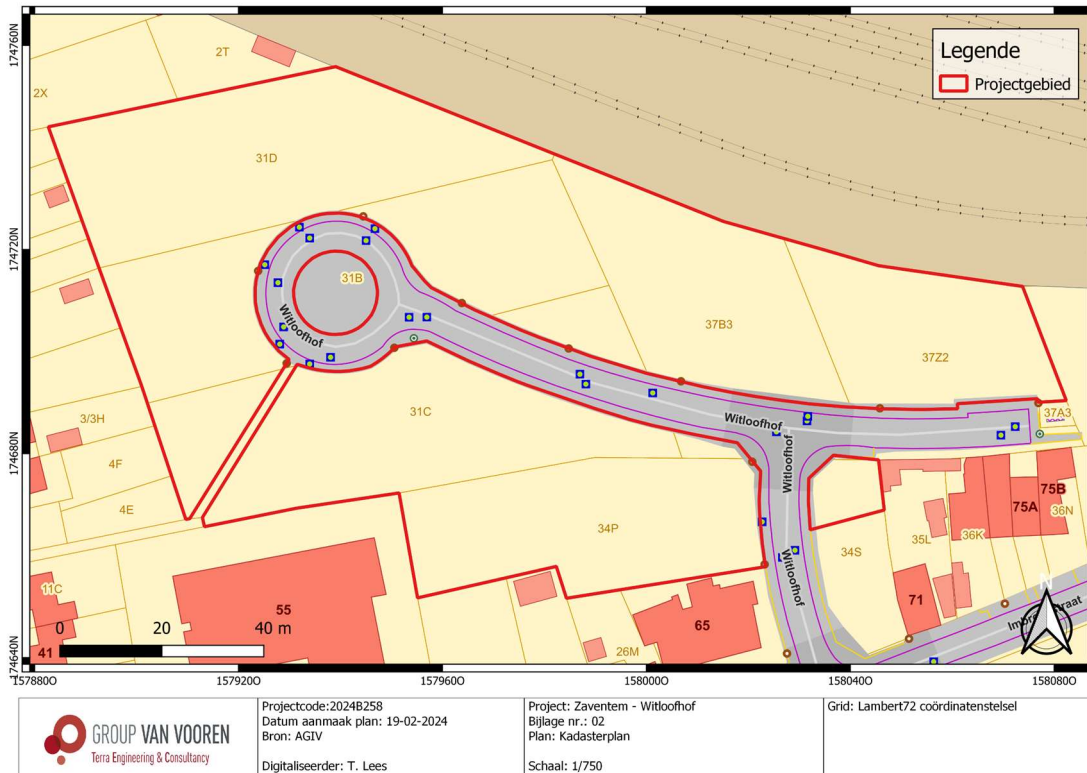 174760N
174720N
174680N
174640N
Legende
Projectgebied
2T
2X
31D
31B
Witloofhof
37B3
37Z2
37A3
31C
3/3H
4F
4E
Witloofhof
Witloofhof
75B
75A
36N
34P
34S
35L
36K
Witloofhof
11C
55
71
65
N
41
0
20
40 m
26M
1578800
1579200
1579600
1580000
1580400
1580800
GROUP VAN VOOREN
Terra Engineering & Consultancy
Projectcode:2024B258
Datum aanmaak plan: 19-02-2024
Bron: AGIV
Digitaliseerder: T. Lees
Project: Zaventem - Witloofhof
Bijlage nr.: 02
Plan: Kadasterplan
Schaal: 1/750
Grid: Lambert72 coördinatenstelsel